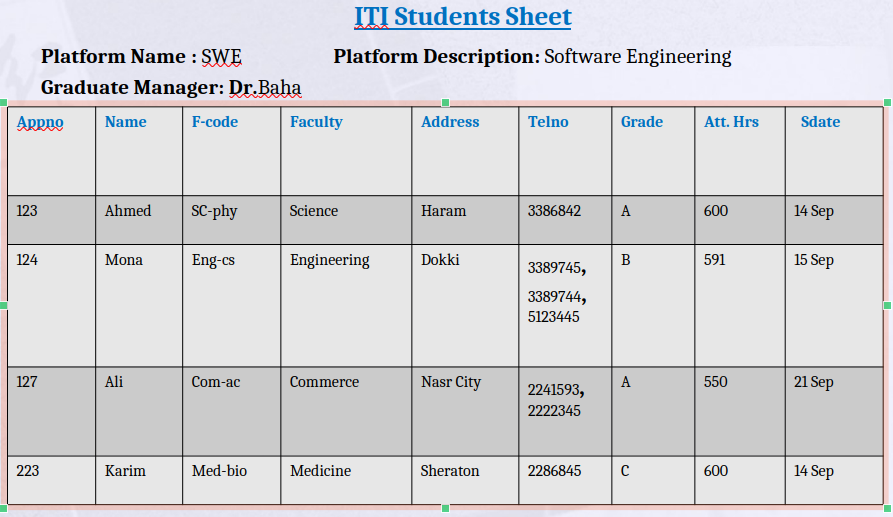 ITI Students Sheet
Platform Name : SWE Platform Description: Software Engineering
Graduate Manager: Dr.Baha
Appno Name F-code Faculty Address Telno Grade Att. Hrs Sdate
123 Ahmed SC-phy Science Haram 3386842 A 600 14 Sep
124 Mona Eng-cs Engineering Dokki 3389745, B 591 15 Sep
3389744,
5123445
127 Ali Com-ac Commerce Nasr City 2241593, A 550 21 Sep
2222345
223 Karim Med-bio Medicine Sheraton 2286845 C 600 14 Sep